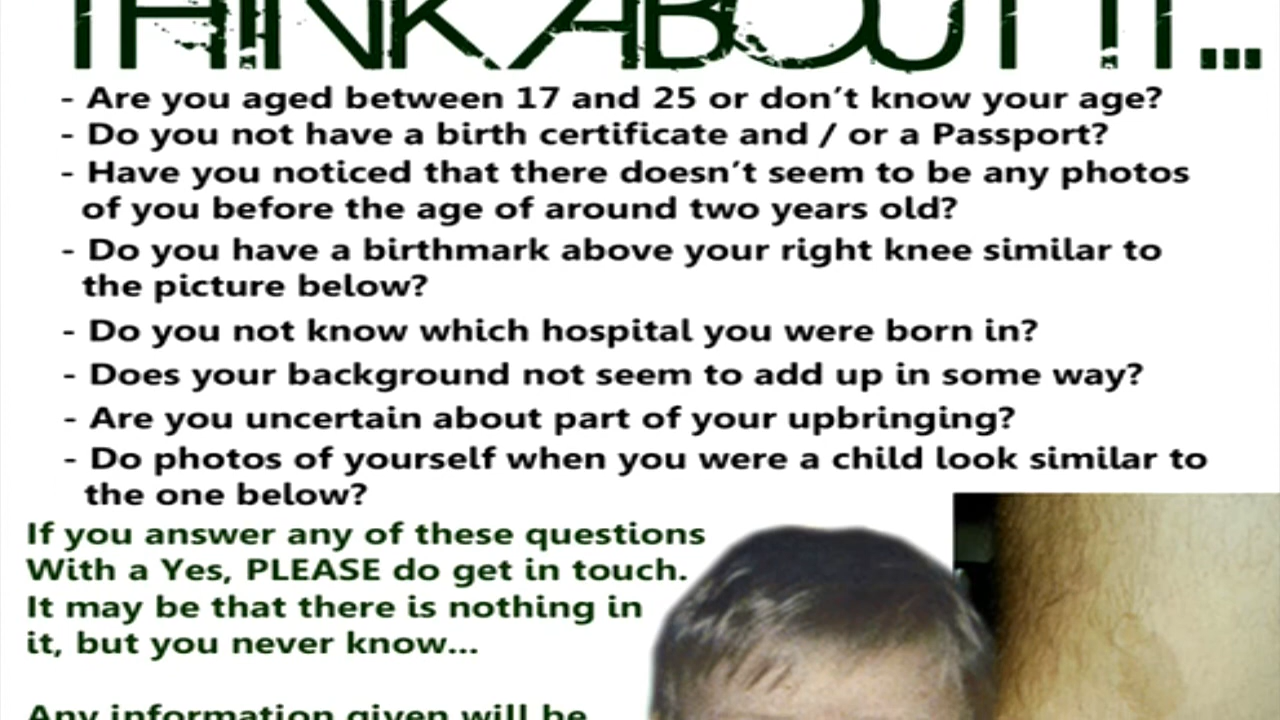 THINK ABOUT IT...
- Are you aged between 17 and 25 or don't know your age?
- Do you not have a birth certificate and / or a Passport?
- Have you noticed that there doesn't seem to be any photos
of you before the age of around two years old?
- Do you have a birthmark above your right knee similar to
the picture below?
- Do you not know which hospital you were born in?
- Does your background not seem to add up in some way?
- Are you uncertain about part of your upbringing?
- Do photos of yourself when you were a child look similar to
the one below?
If you answer any of these questions
With a Yes, PLEASE do get in touch.
It may be that there is nothing in
it, but you never know...
Any information given will be